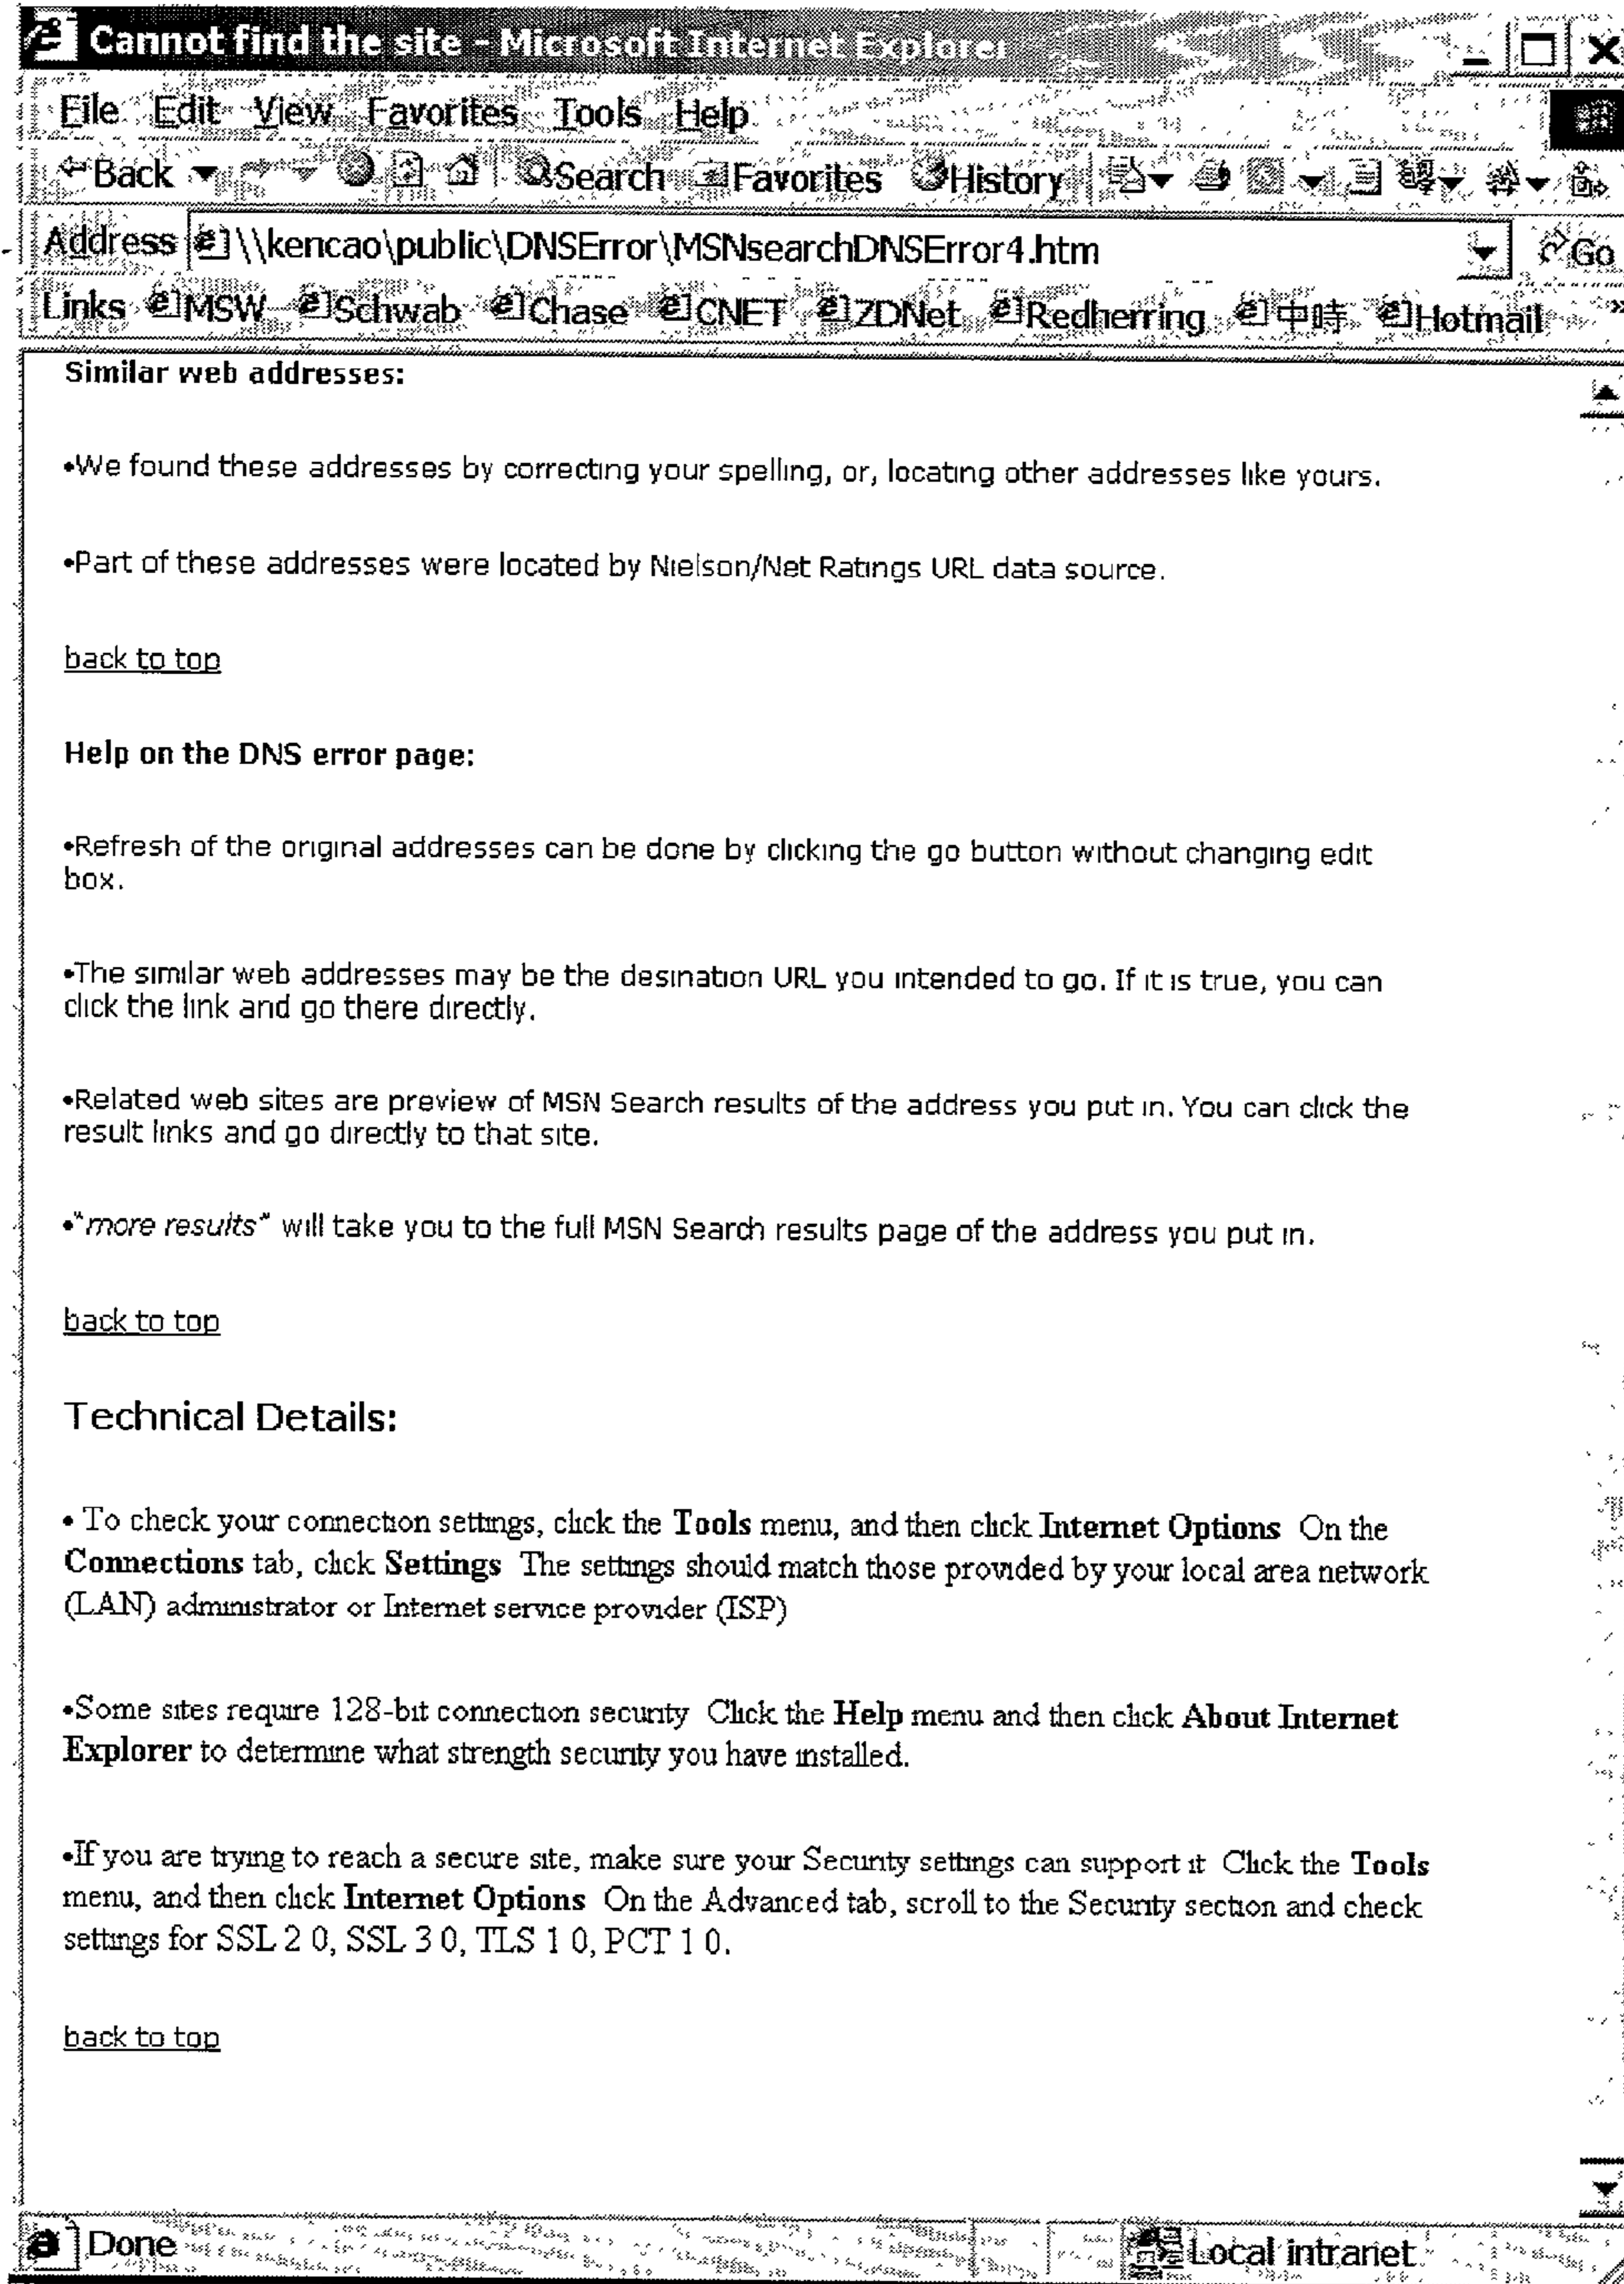 Cannot find the site - Microsoft Internet Explorer
File Edit View Favorites Tools Help
Back Search Favorites History
Address \\kencao\public\DNSError\MSNsearchDNSError4.htm Go
Links MSW Schwab Chase CNET ZDNet Redherring 中時 Hotmail »
Similar web addresses:
•We found these addresses by correcting your spelling, or, locating other addresses like yours.
•Part of these addresses were located by Nielson/Net Ratings URL data source.
back to top
Help on the DNS error page:
•Refresh of the original addresses can be done by clicking the go button without changing edit
box.
•The similar web addresses may be the desination URL you intended to go. If it is true, you can
click the link and go there directly.
•Related web sites are preview of MSN Search results of the address you put in. You can click the
result links and go directly to that site.
•"more results" will take you to the full MSN Search results page of the address you put in.
back to top
Technical Details:
• To check your connection settings, click the Tools menu, and then click Internet Options On the
Connections tab, click Settings The settings should match those provided by your local area network
(LAN) administrator or Internet service provider (ISP)
•Some sites require 128-bit connection security Click the Help menu and then click About Internet
Explorer to determine what strength security you have installed.
•If you are trying to reach a secure site, make sure your Security settings can support it Click the Tools
menu, and then click Internet Options On the Advanced tab, scroll to the Security section and check
settings for SSL 2 0, SSL 3 0, TLS 1 0, PCT 1 0.
back to top
Done Local intranet